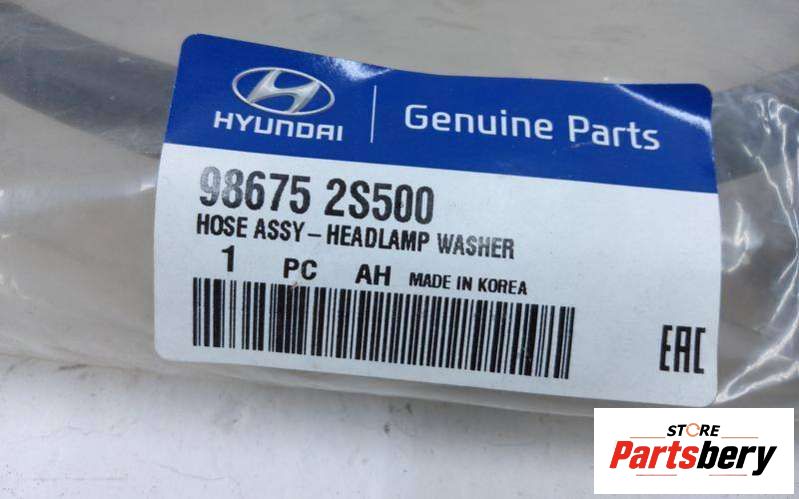 HYUNDAI
Genuine Parts
98675 2S500
HOSE ASSY-HEADLAMP WASHER
1 PC AH MADE IN KOREA
EAC
STORE
Partsbery